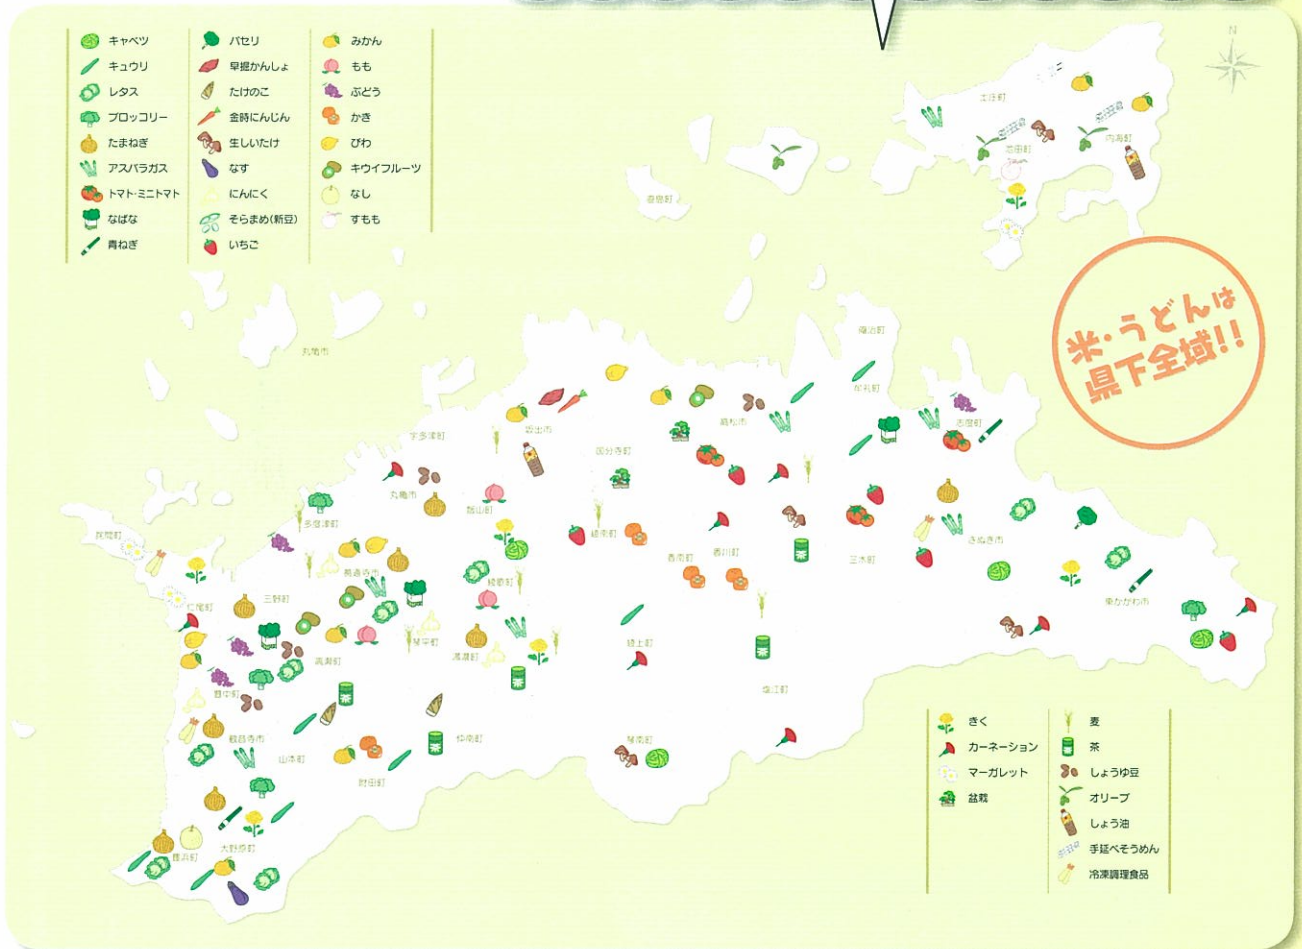 キャベツ
キュウリ
レタス
ブロッコリー
たまねぎ
アスパラガス
トマト・ミニトマト
なばな
青ねぎ
パセリ
早掘かんしょ
たけのこ
金時にんじん
生しいたけ
なす
にんにく
そらまめ(新豆)
いちご
みかん
もも
ぶどう
かき
びわ
キウイフルーツ
なし
すもも
N
土庄町
内海町
池田町
直島町
米・うどんは
県下全域!!
丸亀市
庵治町
牟礼町
宇多津町
坂出市
高松市
志度町
国分寺町
丸亀市
飯山町
多度津町
綾南町
詫間町
香南町
香川町
三木町
さぬき市
善通寺市
綾歌町
仁尾町
三野町
東かがわ市
琴平町
満濃町
綾上町
高瀬町
豊中町
塩江町
観音寺市
山本町
仲南町
琴南町
財田町
豊浜町
大野原町
きく
カーネーション
マーガレット
盆栽
麦
茶
しょうゆ豆
オリーブ
しょう油
手延べそうめん
冷凍調理食品